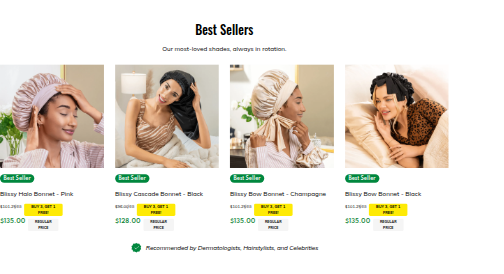 Best Sellers
Our most-loved shades, always in rotation.
Best Seller
Best Seller
Best Seller
Best Seller
Blissy Halo Bonnet - Pink
Blissy Cascade Bonnet - Black
Blissy Bow Bonnet - Champagne
Blissy Bow Bonnet - Black
BUY 3, GET 1 FREE!
BUY 3, GET 1 FREE!
BUY 3, GET 1 FREE!
BUY 3, GET 1 FREE!
$135.00 REGULAR PRICE
$128.00 REGULAR PRICE
$135.00 REGULAR PRICE
$135.00 REGULAR PRICE
Recommended by Dermatologists, Hairstylists, and Celebrities